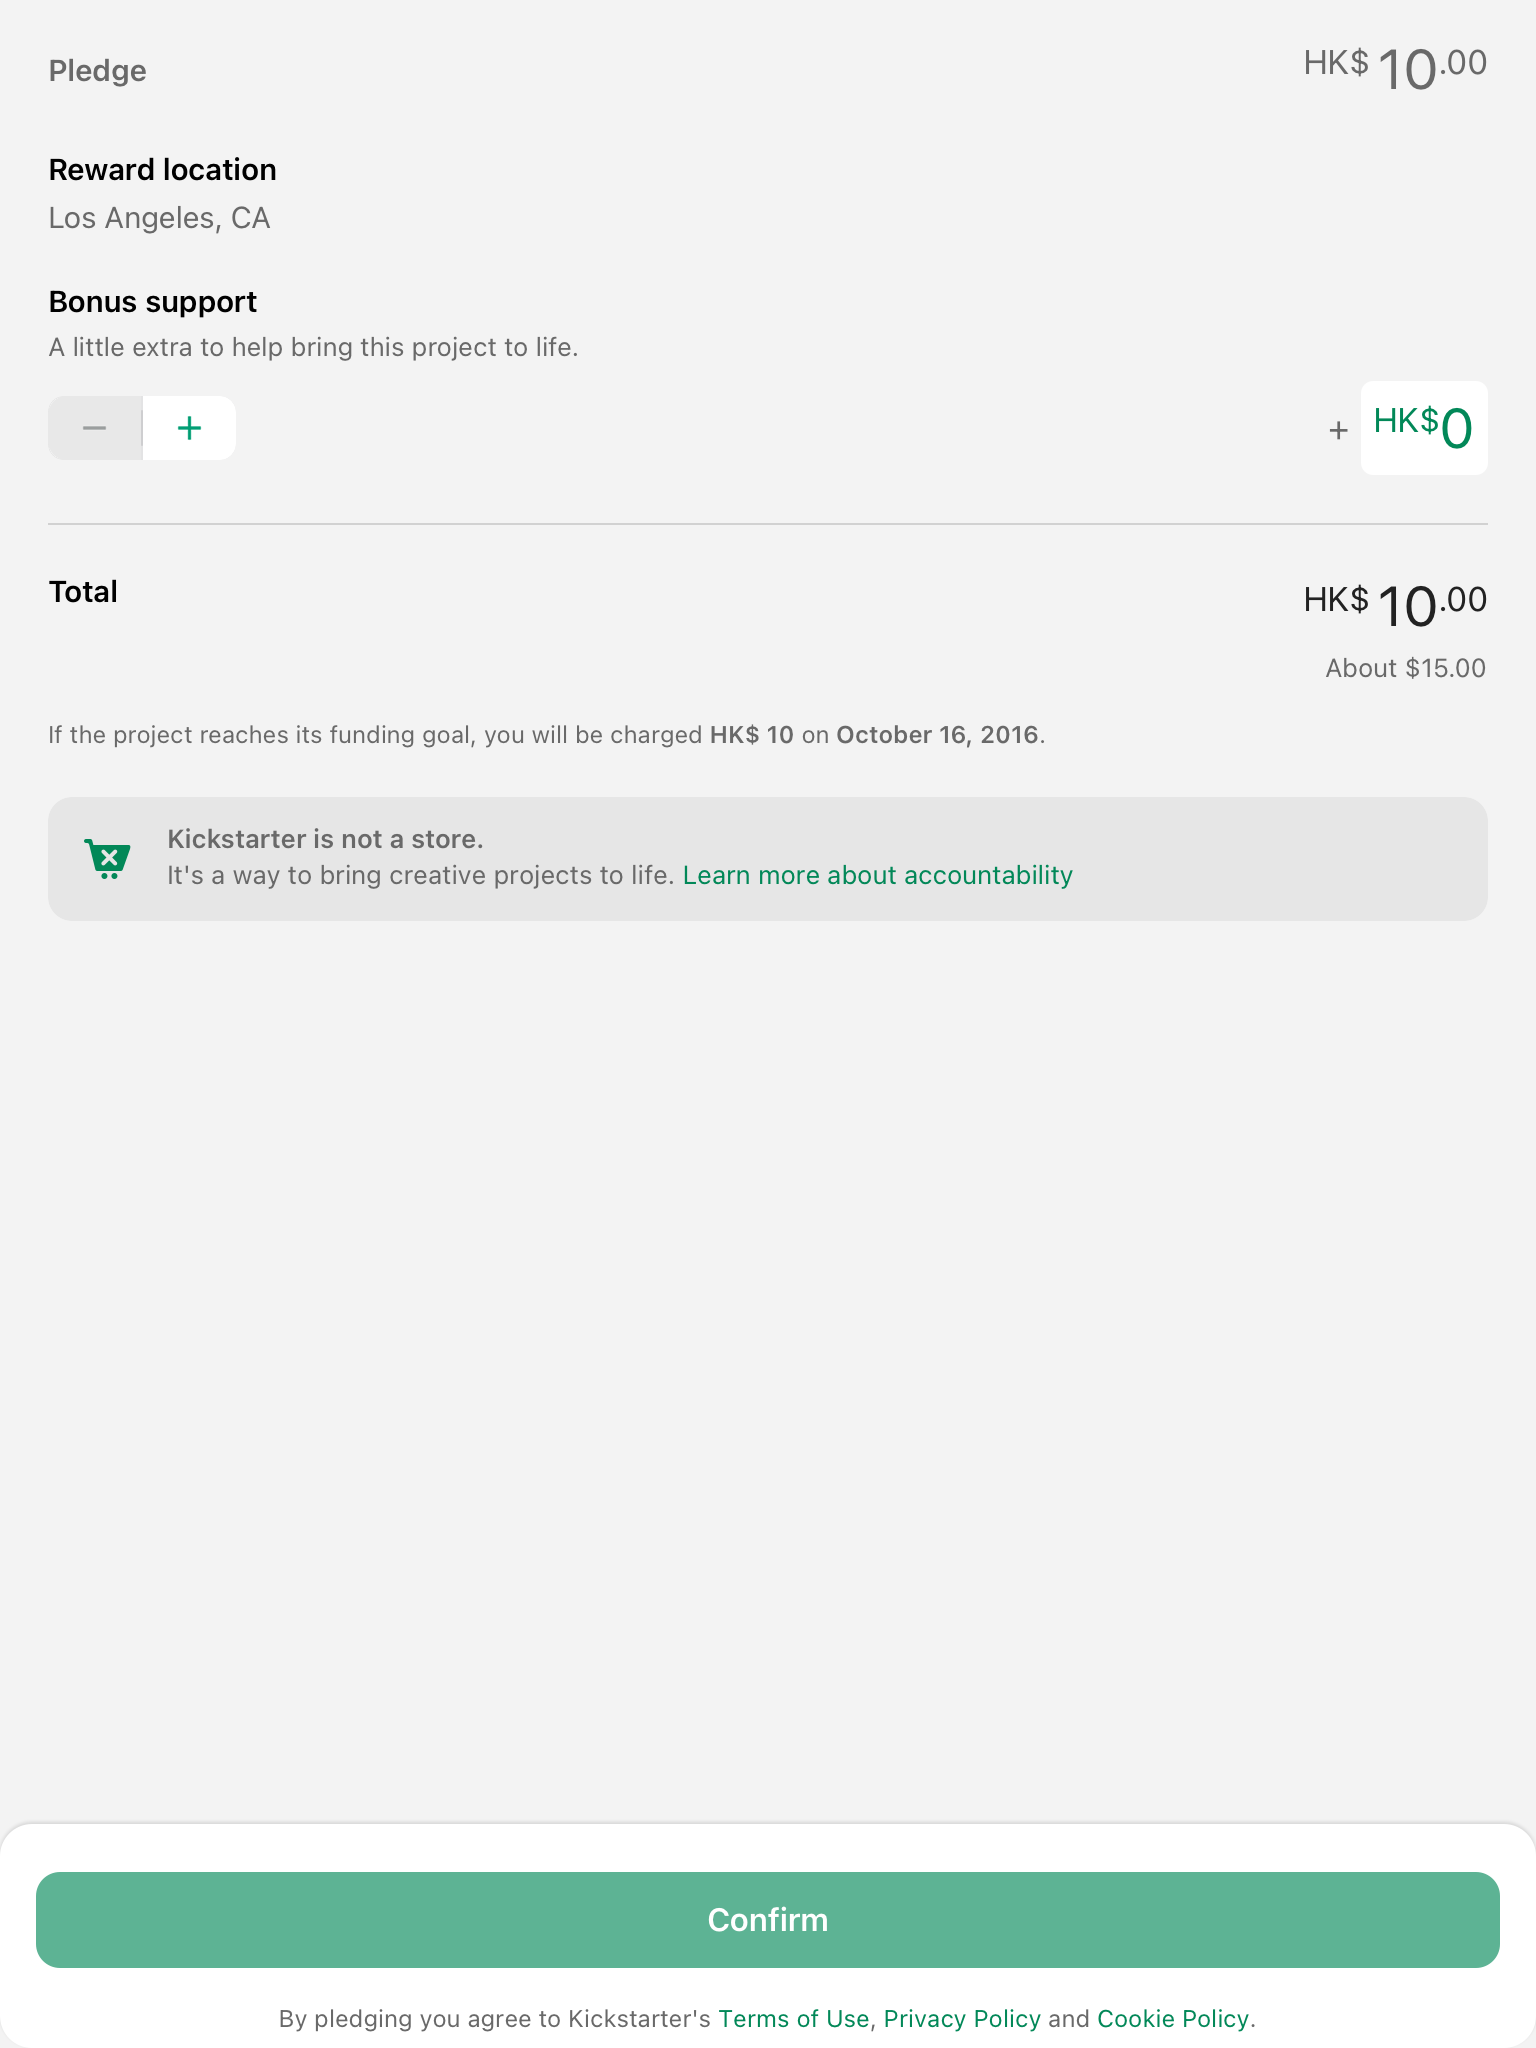 Pledge HK$ 10.00
Reward location
Los Angeles, CA
Bonus support
A little extra to help bring this project to life.
− + + HK$0
Total HK$ 10.00
About $15.00
If the project reaches its funding goal, you will be charged HK$ 10 on October 16, 2016.
Kickstarter is not a store.
It's a way to bring creative projects to life. Learn more about accountability
Confirm
By pledging you agree to Kickstarter's Terms of Use, Privacy Policy and Cookie Policy.